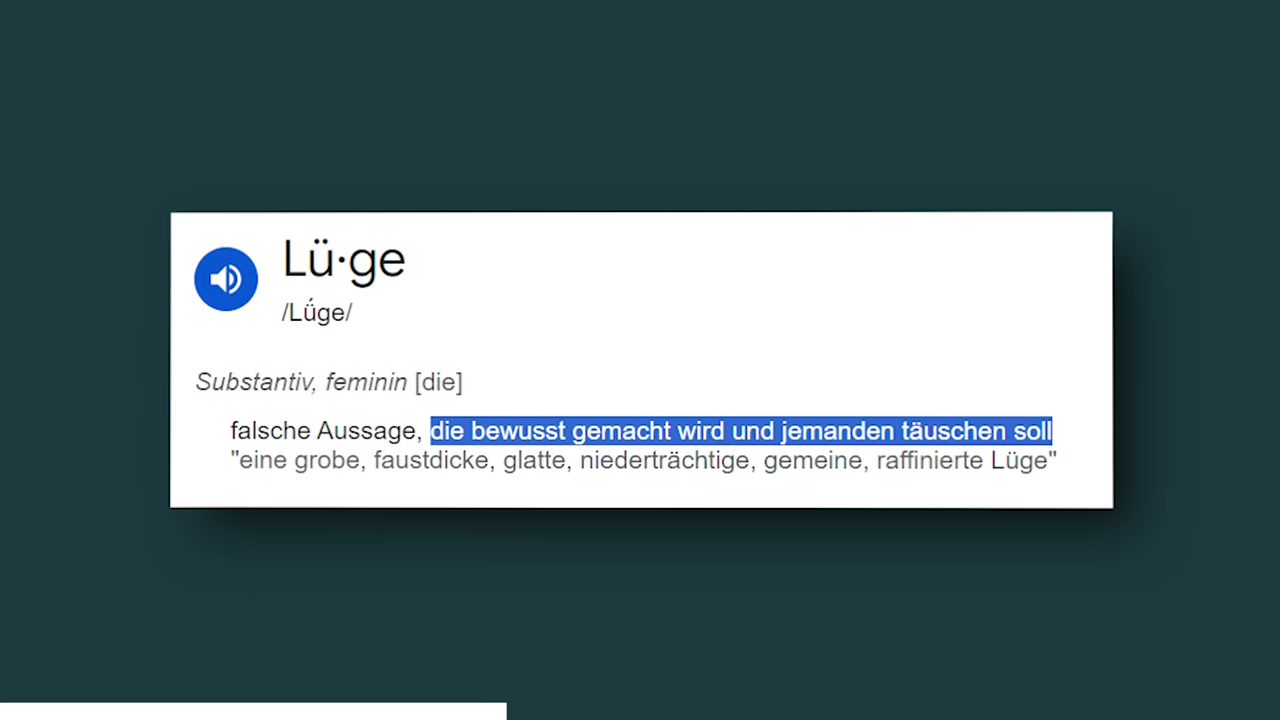 Lü·ge
/Lǘge/
Substantiv, feminin [die]
falsche Aussage, die bewusst gemacht wird und jemanden täuschen soll
"eine grobe, faustdicke, glatte, niederträchtige, gemeine, raffinierte Lüge"